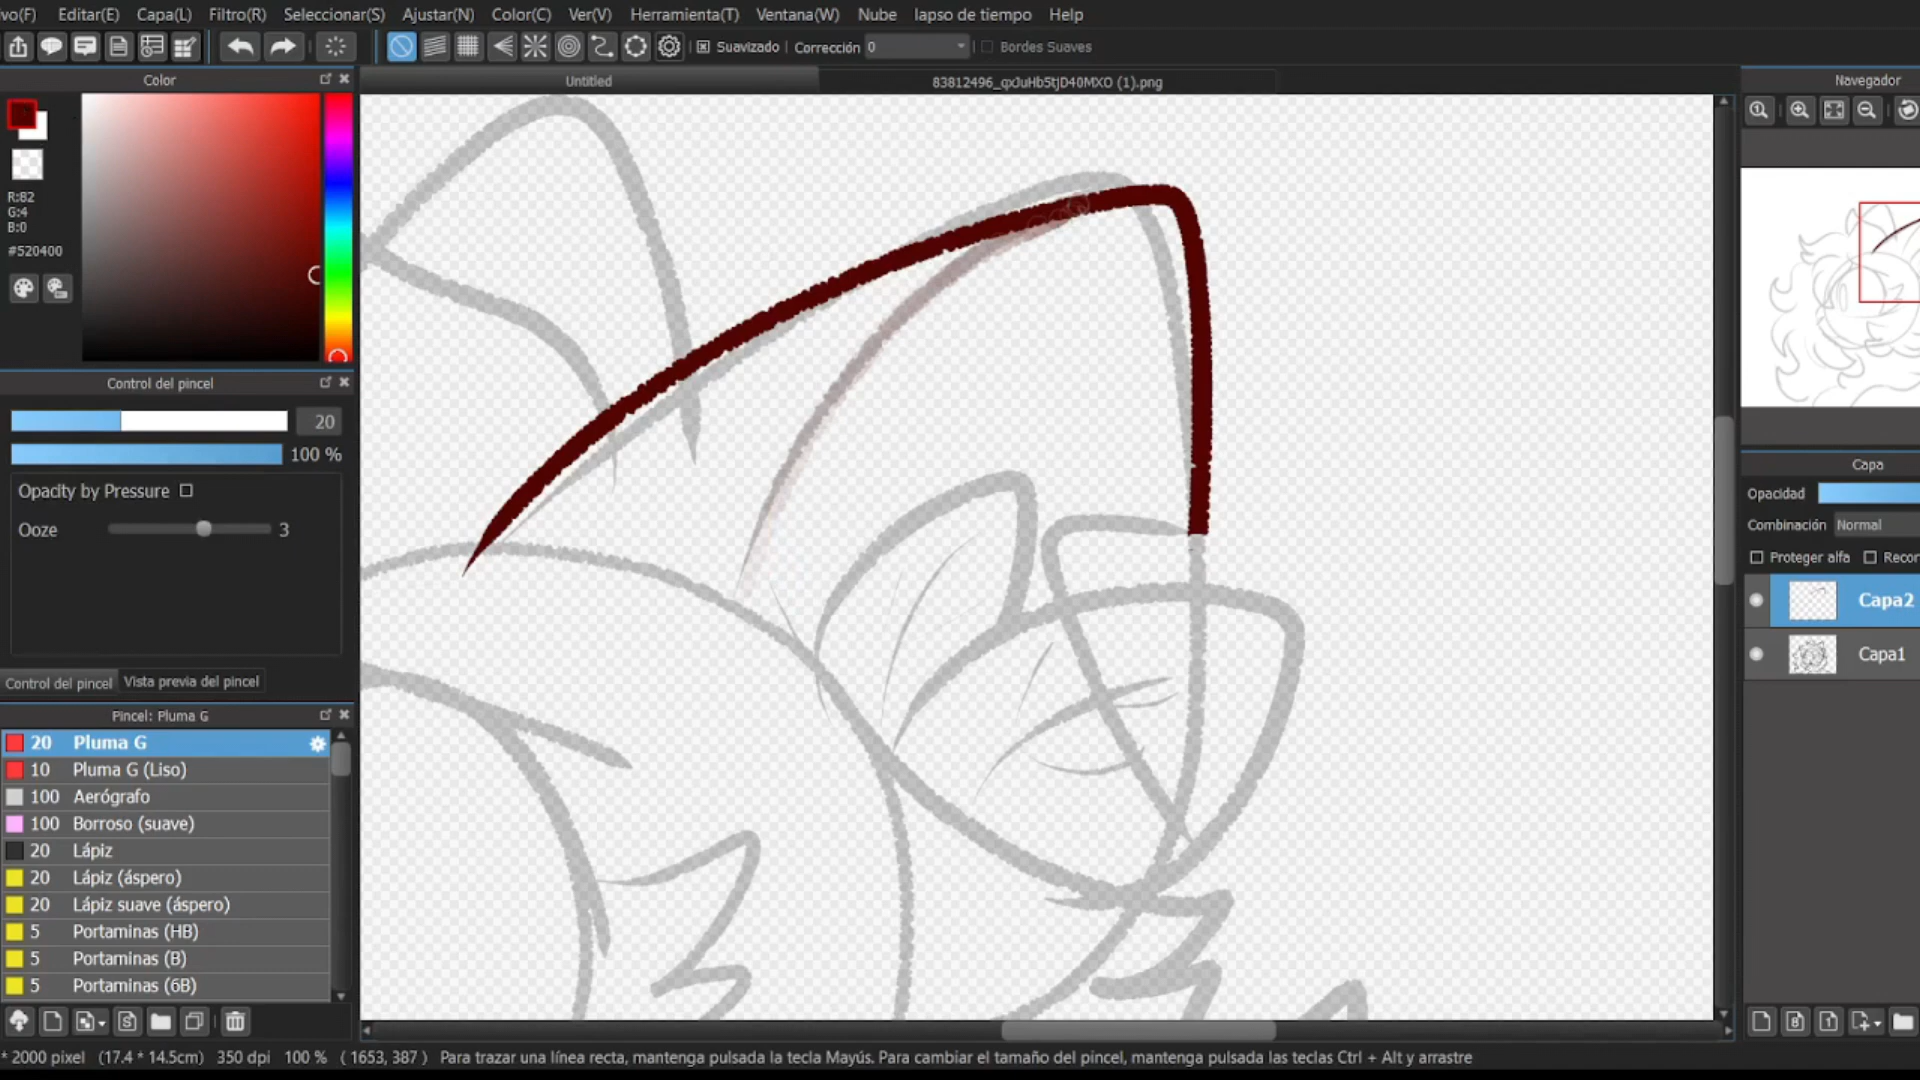 vo(F) Editar(E) Capa(L) Filtro(R) Seleccionar(S) Ajustar(N) Color(C) Ver(V) Herramienta(T) Ventana(W) Nube lapso de tiempo Help
Suavizado Corrección 0 Bordes Suaves
Color
Untitled
83812496_qxJuHb5tjD40MXO (1).png
Navegador
R:82
G:4
B:0
#520400
Control del pincel
20
100 %
Opacity by Pressure
Ooze 3
Control del pincel Vista previa del pincel
Pincel: Pluma G
20 Pluma G
10 Pluma G (Liso)
100 Aerógrafo
100 Borroso (suave)
20 Lápiz
20 Lápiz (áspero)
20 Lápiz suave (áspero)
5 Portaminas (HB)
5 Portaminas (B)
5 Portaminas (6B)
Capa
Opacidad
Combinación Normal
Proteger alfa Recor
Capa2
Capa1
* 2000 pixel (17.4 * 14.5cm) 350 dpi 100 % ( 1653, 387 ) Para trazar una línea recta, mantenga pulsada la tecla Mayús. Para cambiar el tamaño del pincel, mantenga pulsada las teclas Ctrl + Alt y arrastre